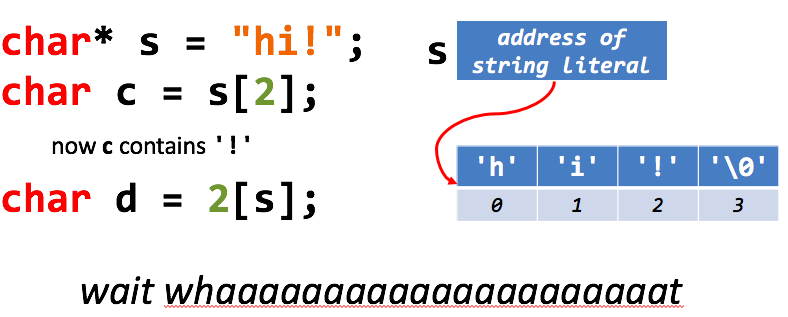 char* s = "hi!";
char c = s[2];
now c contains '!'
char d = 2[s];
s
address of
string literal
'h' 'i' '!' '\0'
0 1 2 3
wait whaaaaaaaaaaaaaaaaaaaaat